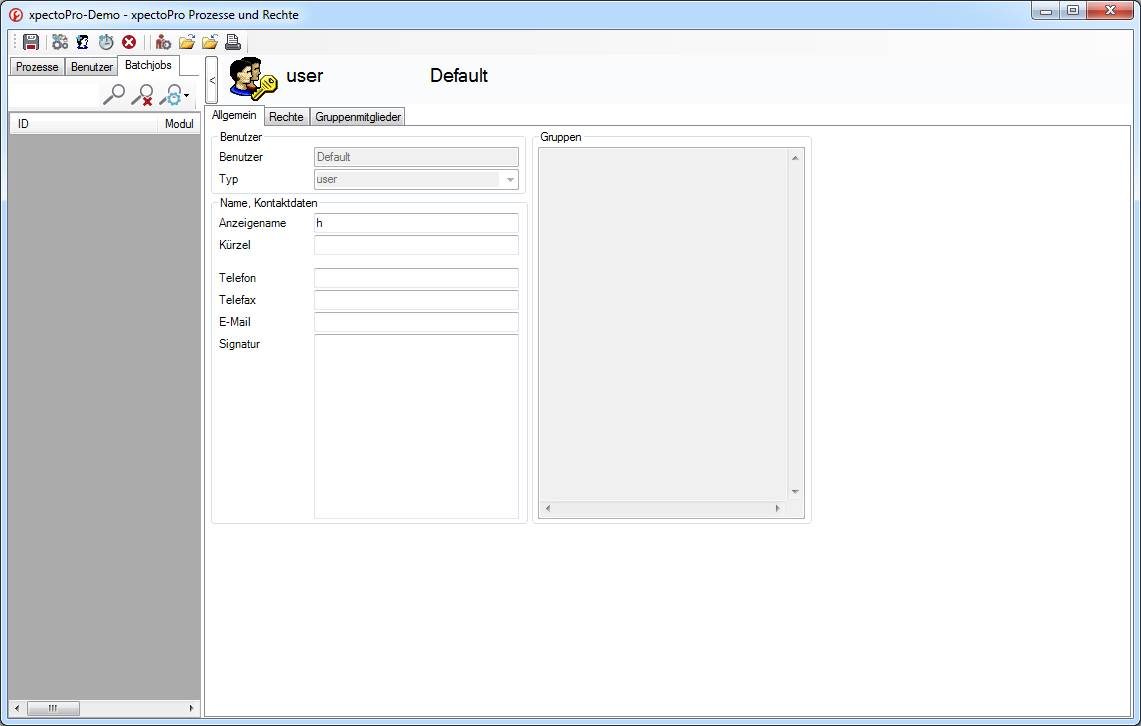 xpectoPro-Demo - xpectoPro Prozesse und Rechte
Prozesse Benutzer Batchjobs
ID Modul
<
user Default
Allgemein Rechte Gruppenmitglieder
Benutzer
Benutzer Default
Typ user
Name, Kontaktdaten
Anzeigename h
Kürzel
Telefon
Telefax
E-Mail
Signatur
Gruppen